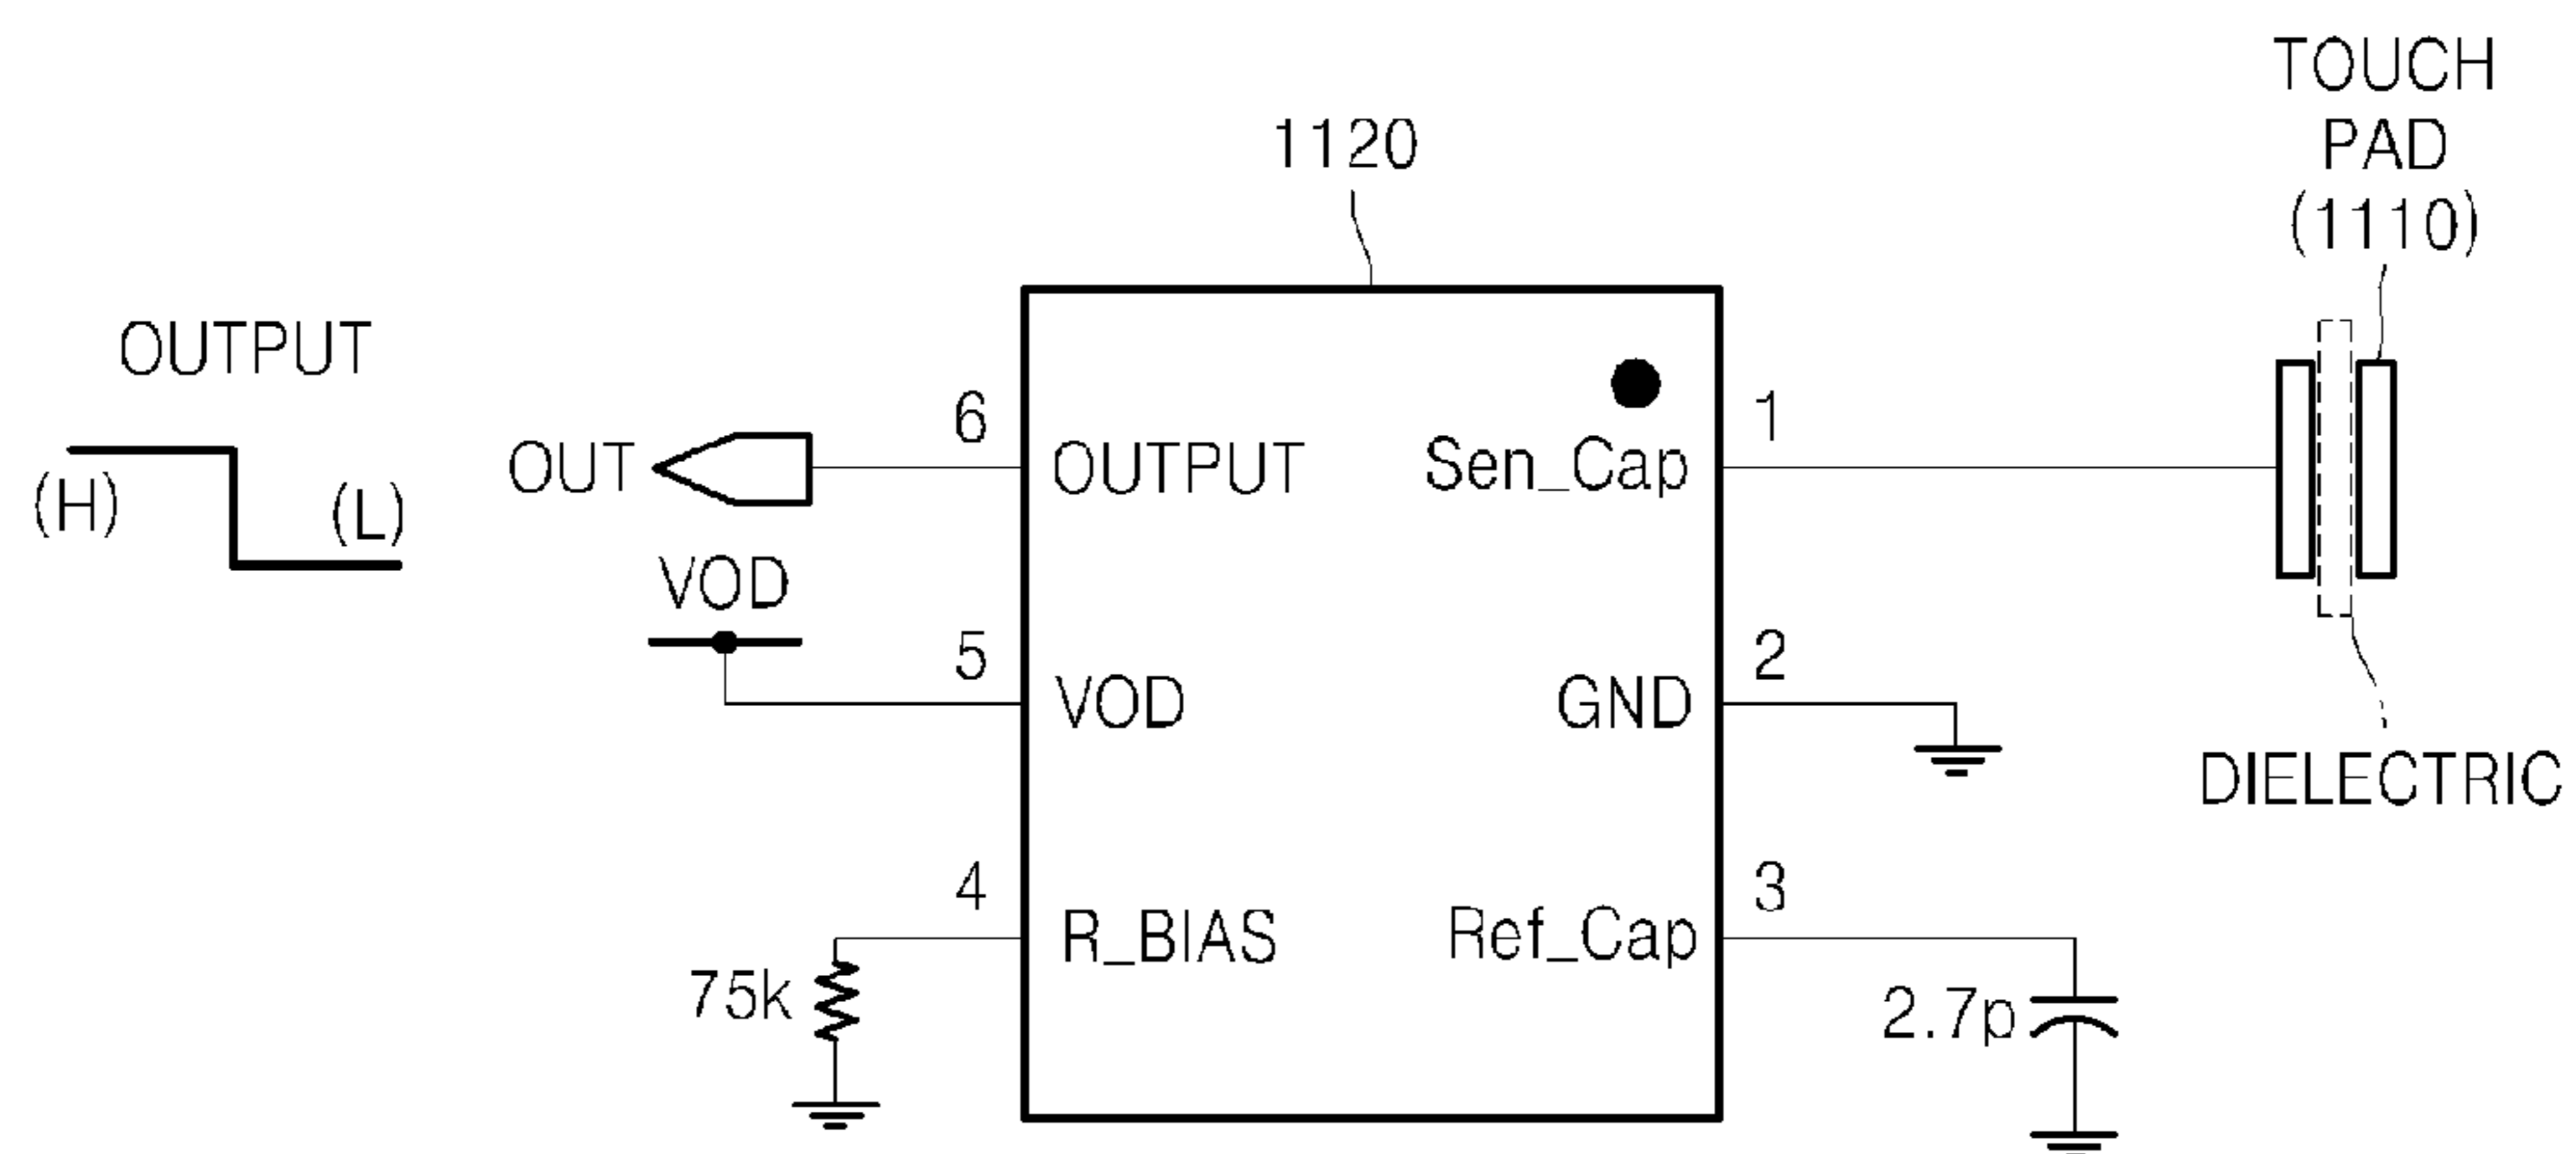 TOUCH
PAD
(1110)
1120
OUTPUT
(H)
(L)
OUT
6
OUTPUT
Sen_Cap
1
VOD
5
VOD
GND
2
DIELECTRIC
4
R_BIAS
Ref_Cap
3
75k
2.7p